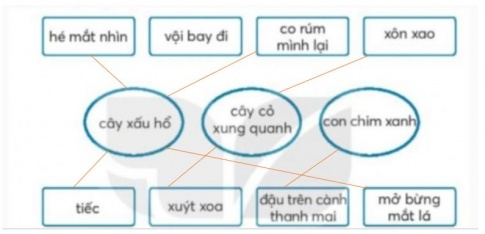 hé mắt nhìn
vội bay đi
co rúm
mình lại
xôn xao
cây xấu hổ
cây cỏ
xung quanh
con chim xanh
tiếc
xuýt xoa
đậu trên cành
thanh mai
mở bừng
mắt lá